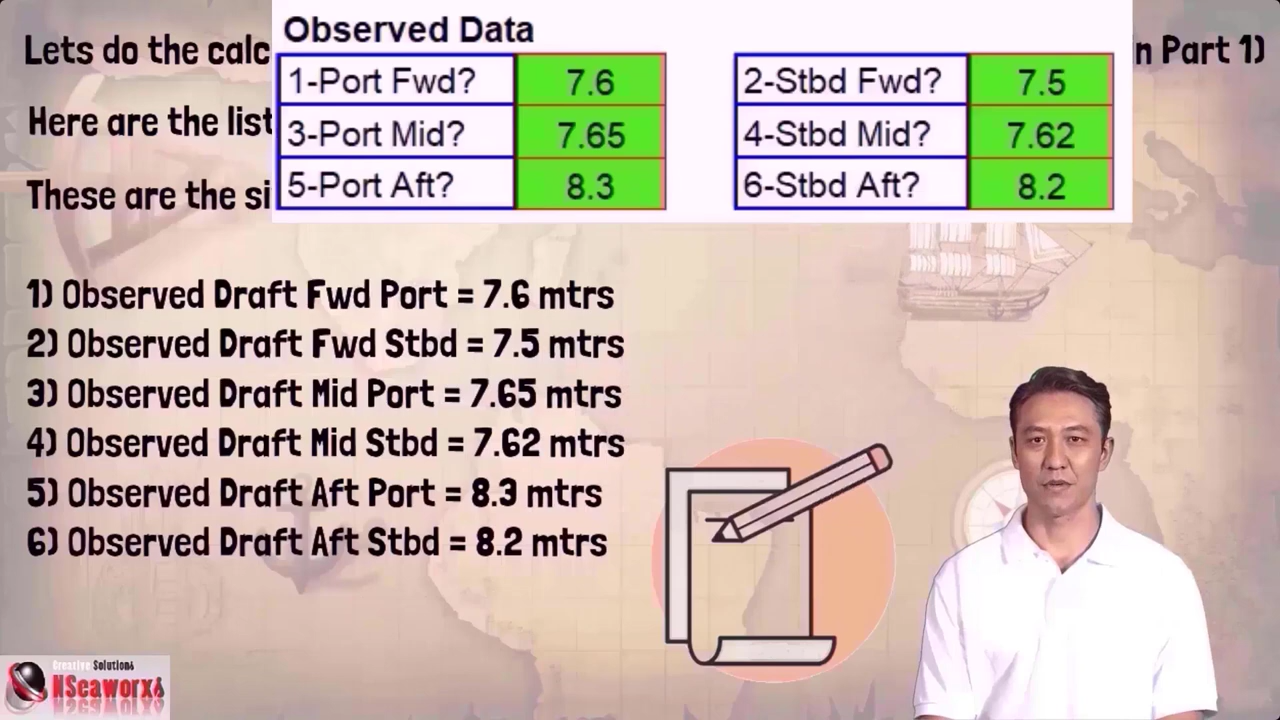 Observed Data
Lets do the calc
n Part 1)
1-Port Fwd? 7.6 2-Stbd Fwd? 7.5
Here are the list
3-Port Mid? 7.65 4-Stbd Mid? 7.62
These are the si
5-Port Aft? 8.3 6-Stbd Aft? 8.2
1) Observed Draft Fwd Port = 7.6 mtrs
2) Observed Draft Fwd Stbd = 7.5 mtrs
3) Observed Draft Mid Port = 7.65 mtrs
4) Observed Draft Mid Stbd = 7.62 mtrs
5) Observed Draft Aft Port = 8.3 mtrs
6) Observed Draft Aft Stbd = 8.2 mtrs
Creative Solutions
NSeaworx6